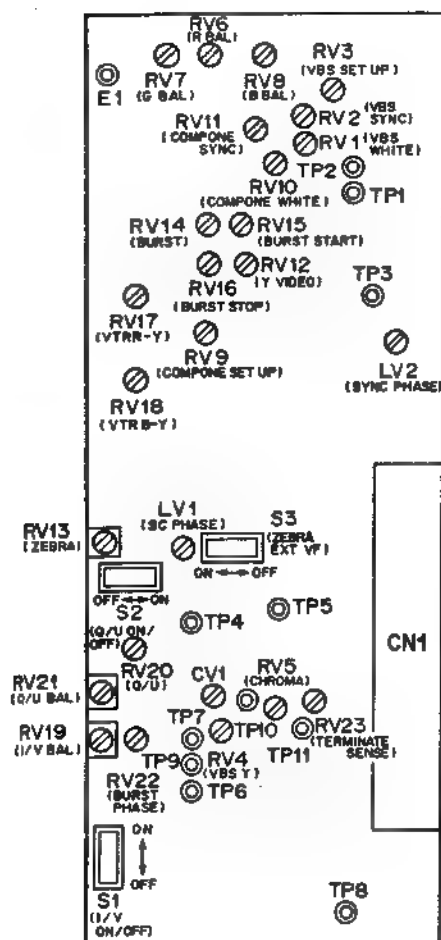 RV6
(R BAL)
RV7
(G BAL)
RV8
(B BAL)
RV3
(VBS SET UP)
E1
RV11
(COMPONE
SYNC)
RV2 (VBS
SYNC)
RV1 (VBS
WHITE)
TP2
RV10
(COMPONE WHITE)
TP1
RV14
(BURST)
RV15
(BURST START)
RV16
(BURST STOP)
RV12
(Y VIDEO)
TP3
RV17
(VTRR-Y)
RV9
(COMPONE SET UP)
LV2
(SYNC PHASE)
RV18
(VTR B-Y)
RV13
(ZEBRA)
LV1
(SC PHASE)
S3
(ZEBRA
EXT VF)
ON OFF
OFF ON
S2
(Q/U ON/
OFF)
TP4
TP5
CN1
RV20
(Q/U)
RV21
(Q/U BAL)
CV1
RV5
(CHROMA)
RV19
(I/V BAL)
TP7
TP10
RV23
(TERMINATE
SENSE)
TP11
TP9
RV4
(VBS Y)
RV22
(BURST
PHASE)
TP6
ON
OFF
S1
(I/V
ON/OFF)
TP8